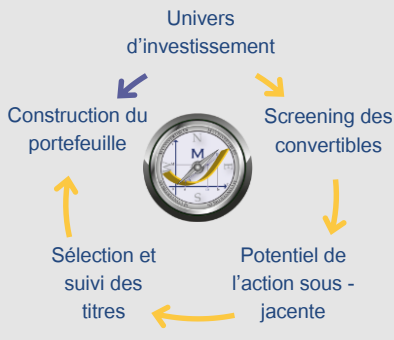 Univers
d'investissement
Construction du
portefeuille
Screening des
convertibles
N
M
S
Sélection et
suivi des
titres
Potentiel de
l'action sous -
jacente